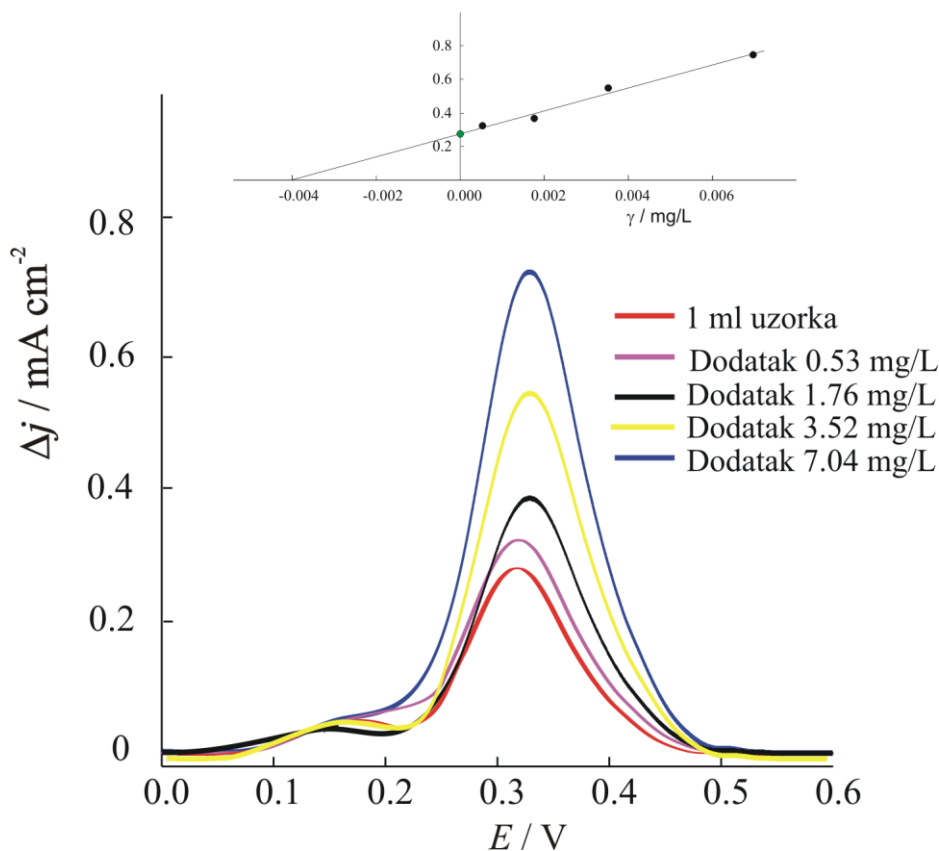 0.8
0.6
0.4
0.2
-0.004 -0.002 0.000 0.002 0.004 0.006
γ / mg/L
0.8
0.6
0.4
0.2
0
Δj / mA cm⁻²
1 ml uzorka
Dodatak 0.53 mg/L
Dodatak 1.76 mg/L
Dodatak 3.52 mg/L
Dodatak 7.04 mg/L
0.0 0.1 0.2 0.3 0.4 0.5 0.6
E / V